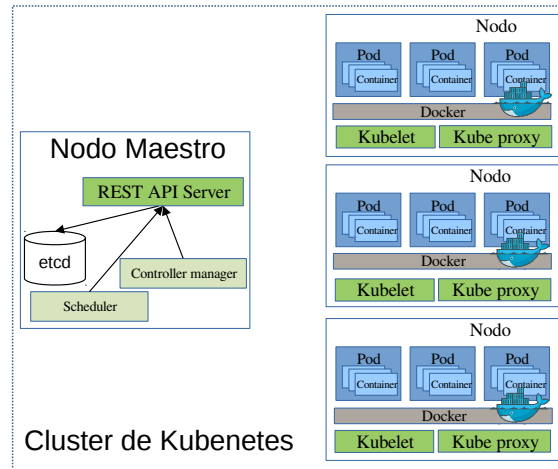 Nodo Maestro
REST API Server
etcd
Controller manager
Scheduler
Cluster de Kubenetes
Nodo
Pod Pod Pod
Container Container Container
Docker
Kubelet Kube proxy
Nodo
Pod Pod Pod
Container Container Container
Docker
Kubelet Kube proxy
Nodo
Pod Pod Pod
Container Container Container
Docker
Kubelet Kube proxy